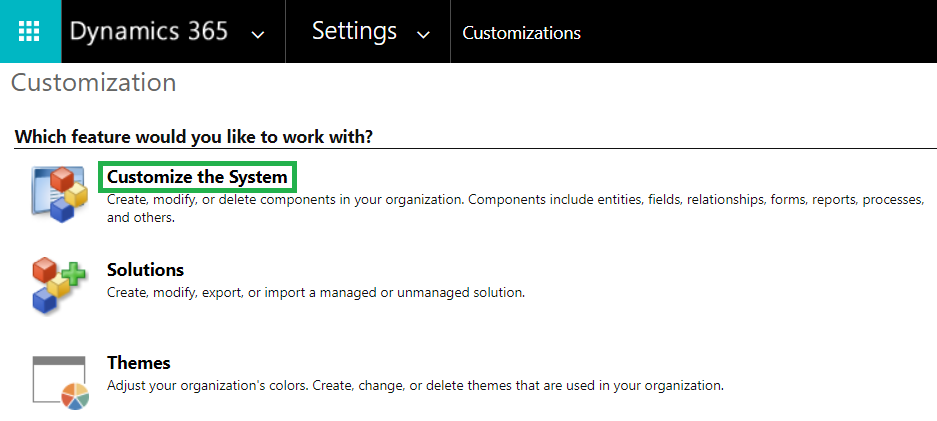 Dynamics 365 Settings Customizations
Customization
Which feature would you like to work with?
Customize the System
Create, modify, or delete components in your organization. Components include entities, fields, relationships, forms, reports, processes,
and others.
Solutions
Create, modify, export, or import a managed or unmanaged solution.
Themes
Adjust your organization's colors. Create, change, or delete themes that are used in your organization.